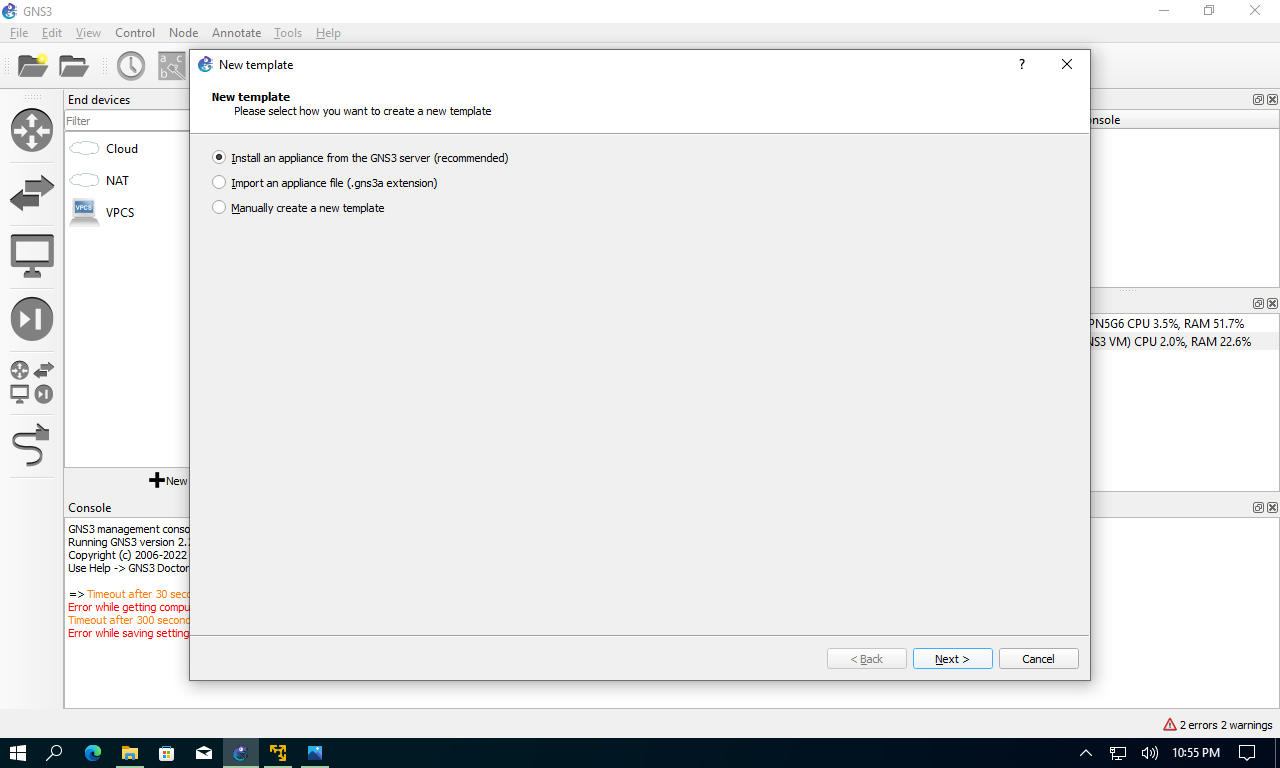 GNS3
File Edit View Control Node Annotate Tools Help
a c
b
New template
?
New template
Please select how you want to create a new template
Install an appliance from the GNS3 server (recommended)
Import an appliance file (.gns3a extension)
Manually create a new template
< Back
Next >
Cancel
End devices
Filter
Cloud
NAT
VPCS
VPCS
New
nsole
PN5G6 CPU 3.5%, RAM 51.7%
NS3 VM) CPU 2.0%, RAM 22.6%
Console
GNS3 management conso
Running GNS3 version 2.
Copyright (c) 2006-2022
Use Help -> GNS3 Doctor
=> Timeout after 30 seco
Error while getting compu
Timeout after 300 second
Error while saving setting
2 errors 2 warnings
10:55 PM